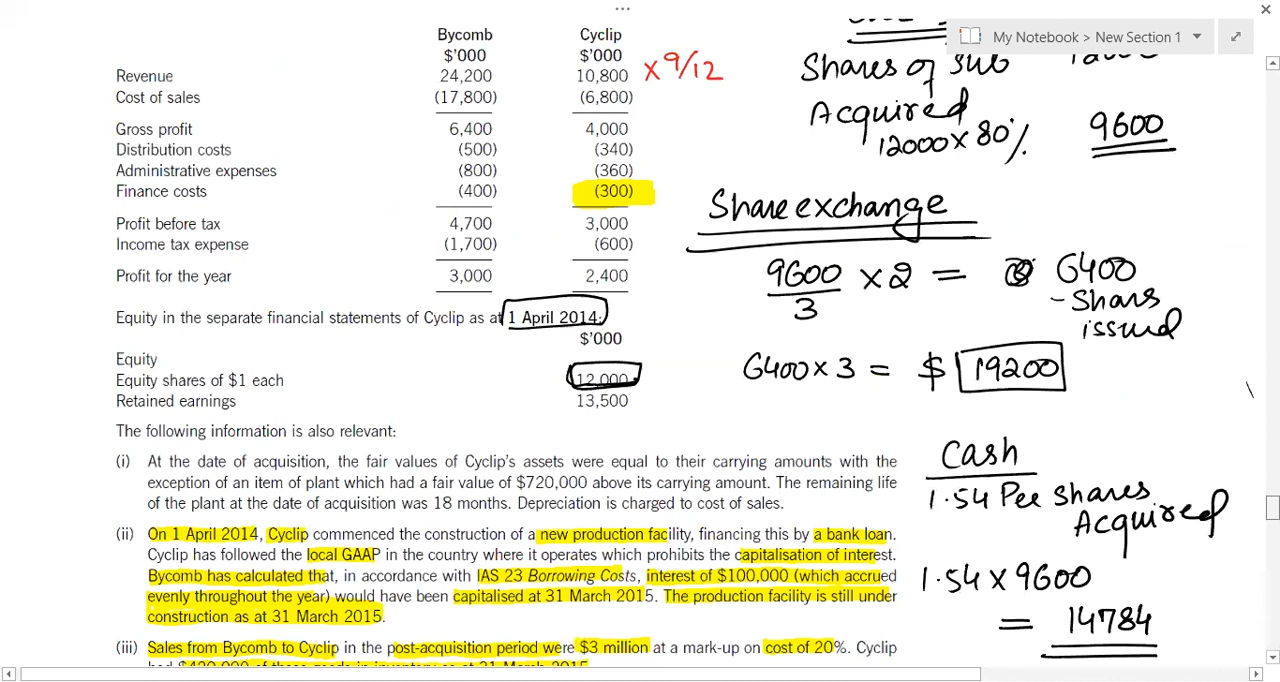 Bycomb Cyclip
$'000 $'000
Revenue 24,200 10,800 x 9/12
Cost of sales (17,800) (6,800)
Gross profit 6,400 4,000
Distribution costs (500) (340)
Administrative expenses (800) (360)
Finance costs (400) (300)
Profit before tax 4,700 3,000
Income tax expense (1,700) (600)
Profit for the year 3,000 2,400
Equity in the separate financial statements of Cyclip as at 1 April 2014:
$'000
Equity
Equity shares of $1 each 12,000
Retained earnings 13,500
The following information is also relevant:
(i) At the date of acquisition, the fair values of Cyclip's assets were equal to their carrying amounts with the
exception of an item of plant which had a fair value of $720,000 above its carrying amount. The remaining life
of the plant at the date of acquisition was 18 months. Depreciation is charged to cost of sales.
(ii) On 1 April 2014, Cyclip commenced the construction of a new production facility, financing this by a bank loan.
Cyclip has followed the local GAAP in the country where it operates which prohibits the capitalisation of interest.
Bycomb has calculated that, in accordance with IAS 23 Borrowing Costs, interest of $100,000 (which accrued
evenly throughout the year) would have been capitalised at 31 March 2015. The production facility is still under
construction as at 31 March 2015.
(iii) Sales from Bycomb to Cyclip in the post-acquisition period were $3 million at a mark-up on cost of 20%. Cyclip
had $420,000 of these goods in inventory as at 31 March 2015.
My Notebook > New Section 1
Shares of sub
Acquired
12000 x 80% 9600
Share exchange
9600
3
x 2 = 6400
- Shars
issued
6400 x 3 = $ 19200
Cash
1.54 Per shares
Acquired
1.54 x 9600
= 14784